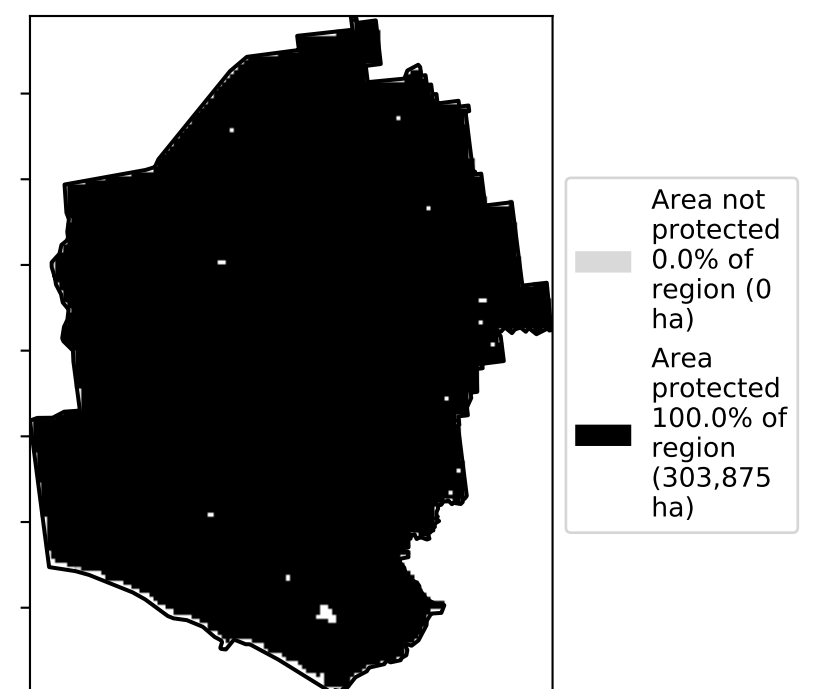 Area not
protected
0.0% of
region (0
ha)
Area
protected
100.0% of
region
(303,875
ha)